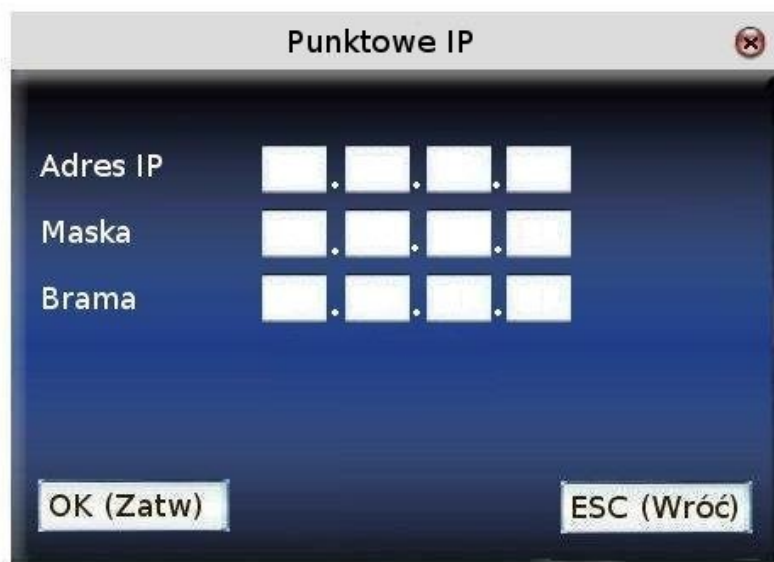 Punktowe IP
Adres IP . . .
Maska . . .
Brama . . .
OK (Zatw) ESC (Wróć)